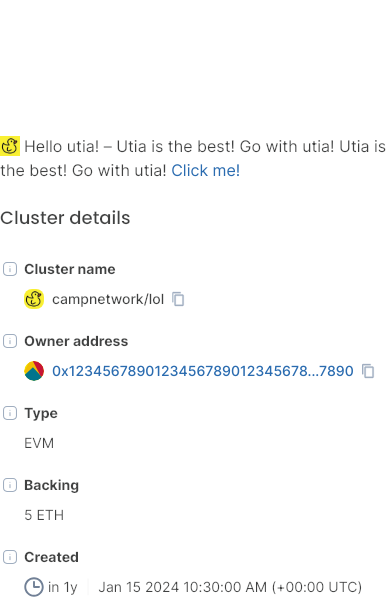 Hello utia! – Utia is the best! Go with utia! Utia is
the best! Go with utia! Click me!
Cluster details
Cluster name
campnetwork/lol
Owner address
0x1234567890123456789012345678...7890
Type
EVM
Backing
5 ETH
Created
in 1y Jan 15 2024 10:30:00 AM (+00:00 UTC)